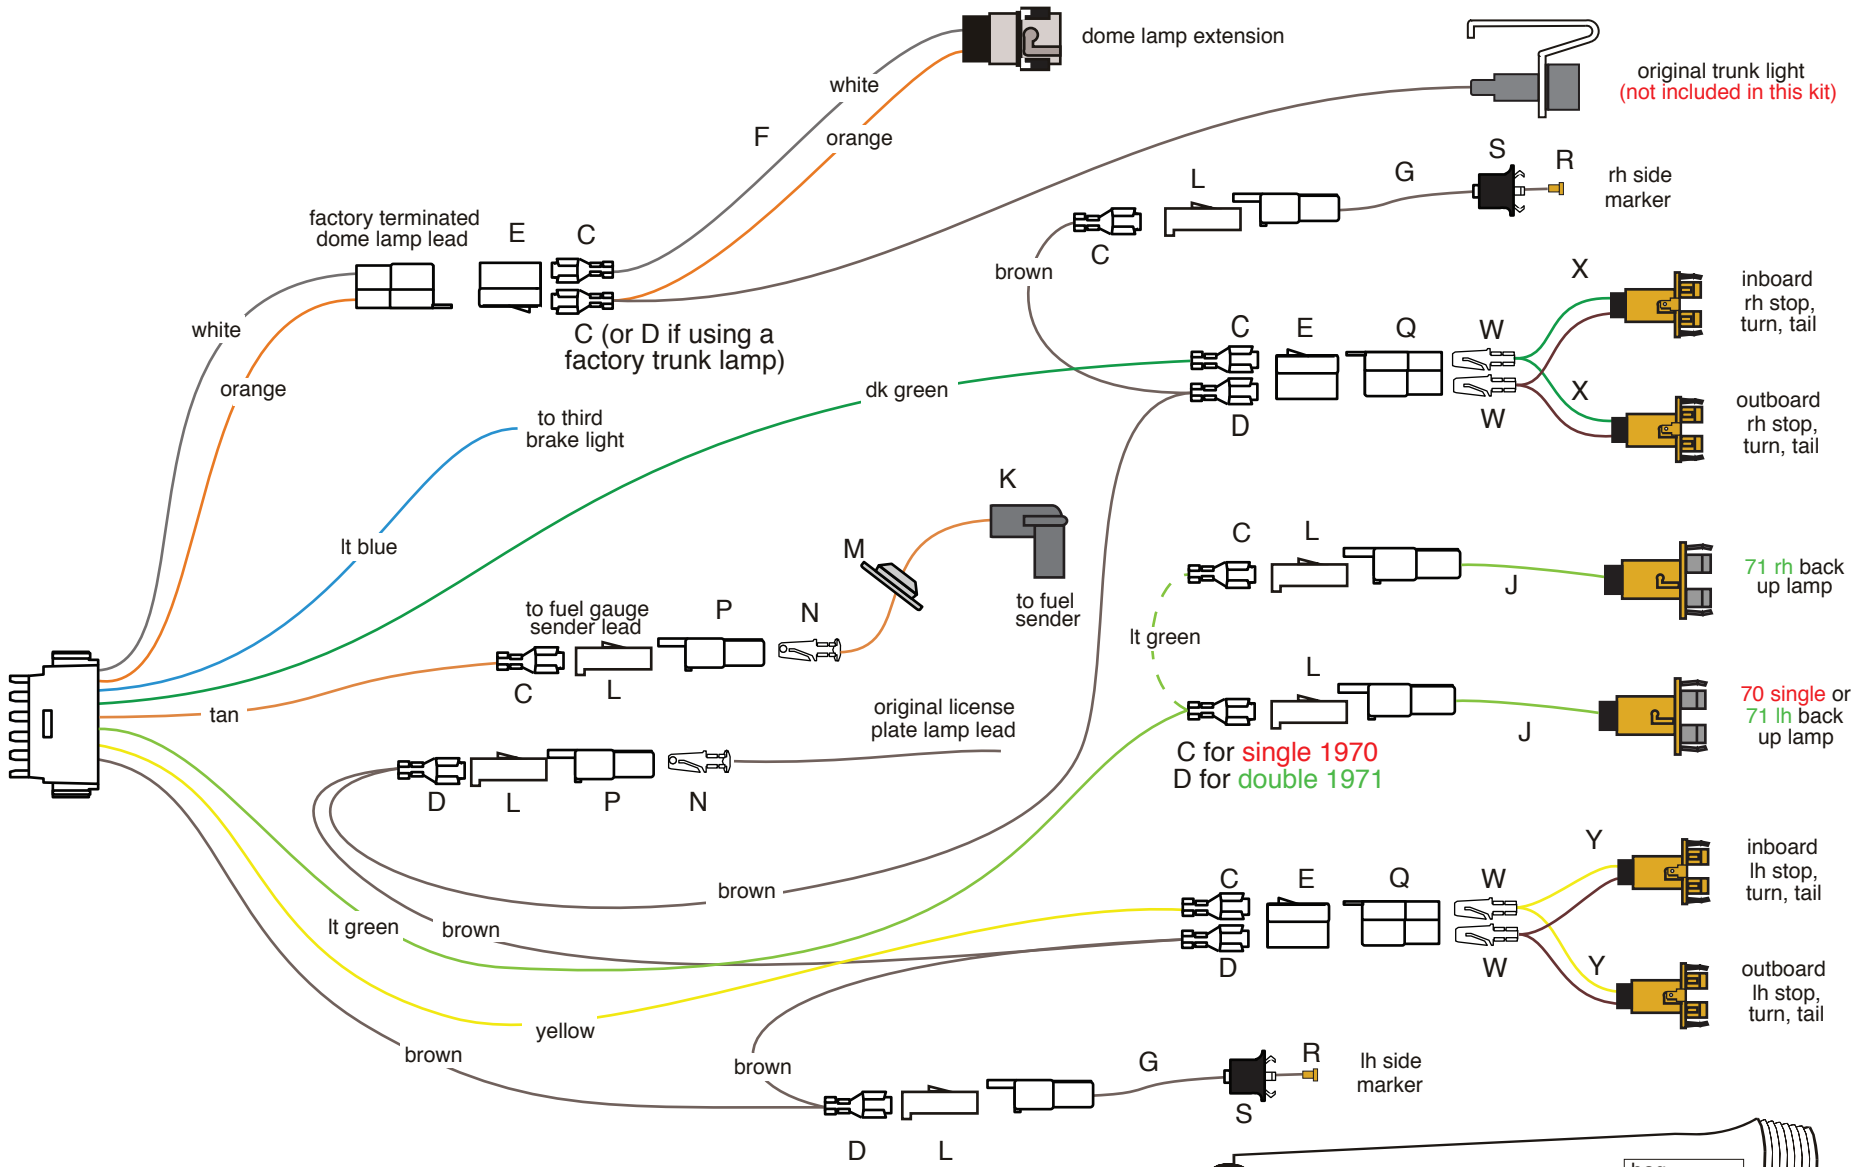 dome lamp extension
white
F
orange
original trunk light
(not included in this kit)
S
R
G
L
rh side
marker
C
factory terminated
dome lamp lead
E
C
brown
white
C (or D if using a
factory trunk lamp)
orange
X
inboard
rh stop,
turn, tail
C
E
Q
W
dk green
X
D
W
outboard
rh stop,
turn, tail
to third
brake light
lt blue
K
M
to fuel
sender
C
L
71 rh back
up lamp
J
lt green
to fuel gauge
sender lead
P
N
C
L
tan
L
70 single or
71 lh back
up lamp
J
C for single 1970
D for double 1971
original license
plate lamp lead
D
L
P
N
brown
brown
lt green
Y
inboard
lh stop,
turn, tail
C
E
Q
W
D
W
Y
outboard
lh stop,
turn, tail
yellow
brown
brown
G
R
S
lh side
marker
D
L